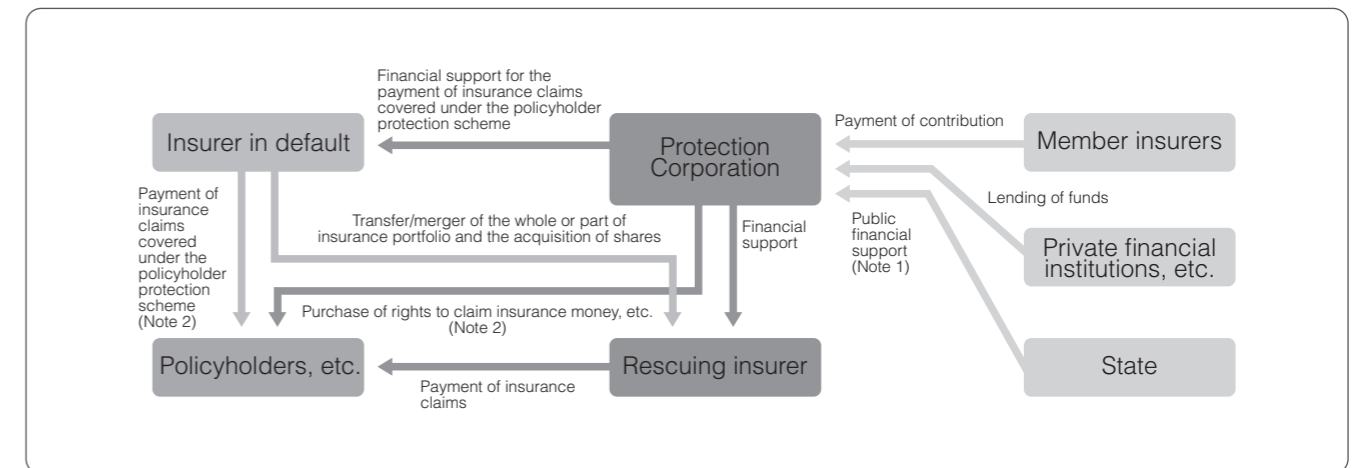 Financial support for the
payment of insurance claims
covered under the policyholder
protection scheme
Insurer in default
Protection
Corporation
Payment of contribution
Member insurers
Payment of
insurance
claims
covered
under the
policyholder
protection
scheme
(Note 2)
Transfer/merger of the whole or part of
insurance portfolio and the acquisition of shares
Financial
support
Public
financial
support
(Note 1)
Lending of funds
Private financial
institutions, etc.
Purchase of rights to claim insurance money, etc.
(Note 2)
Policyholders, etc.
Payment of insurance
claims
Rescuing insurer
State